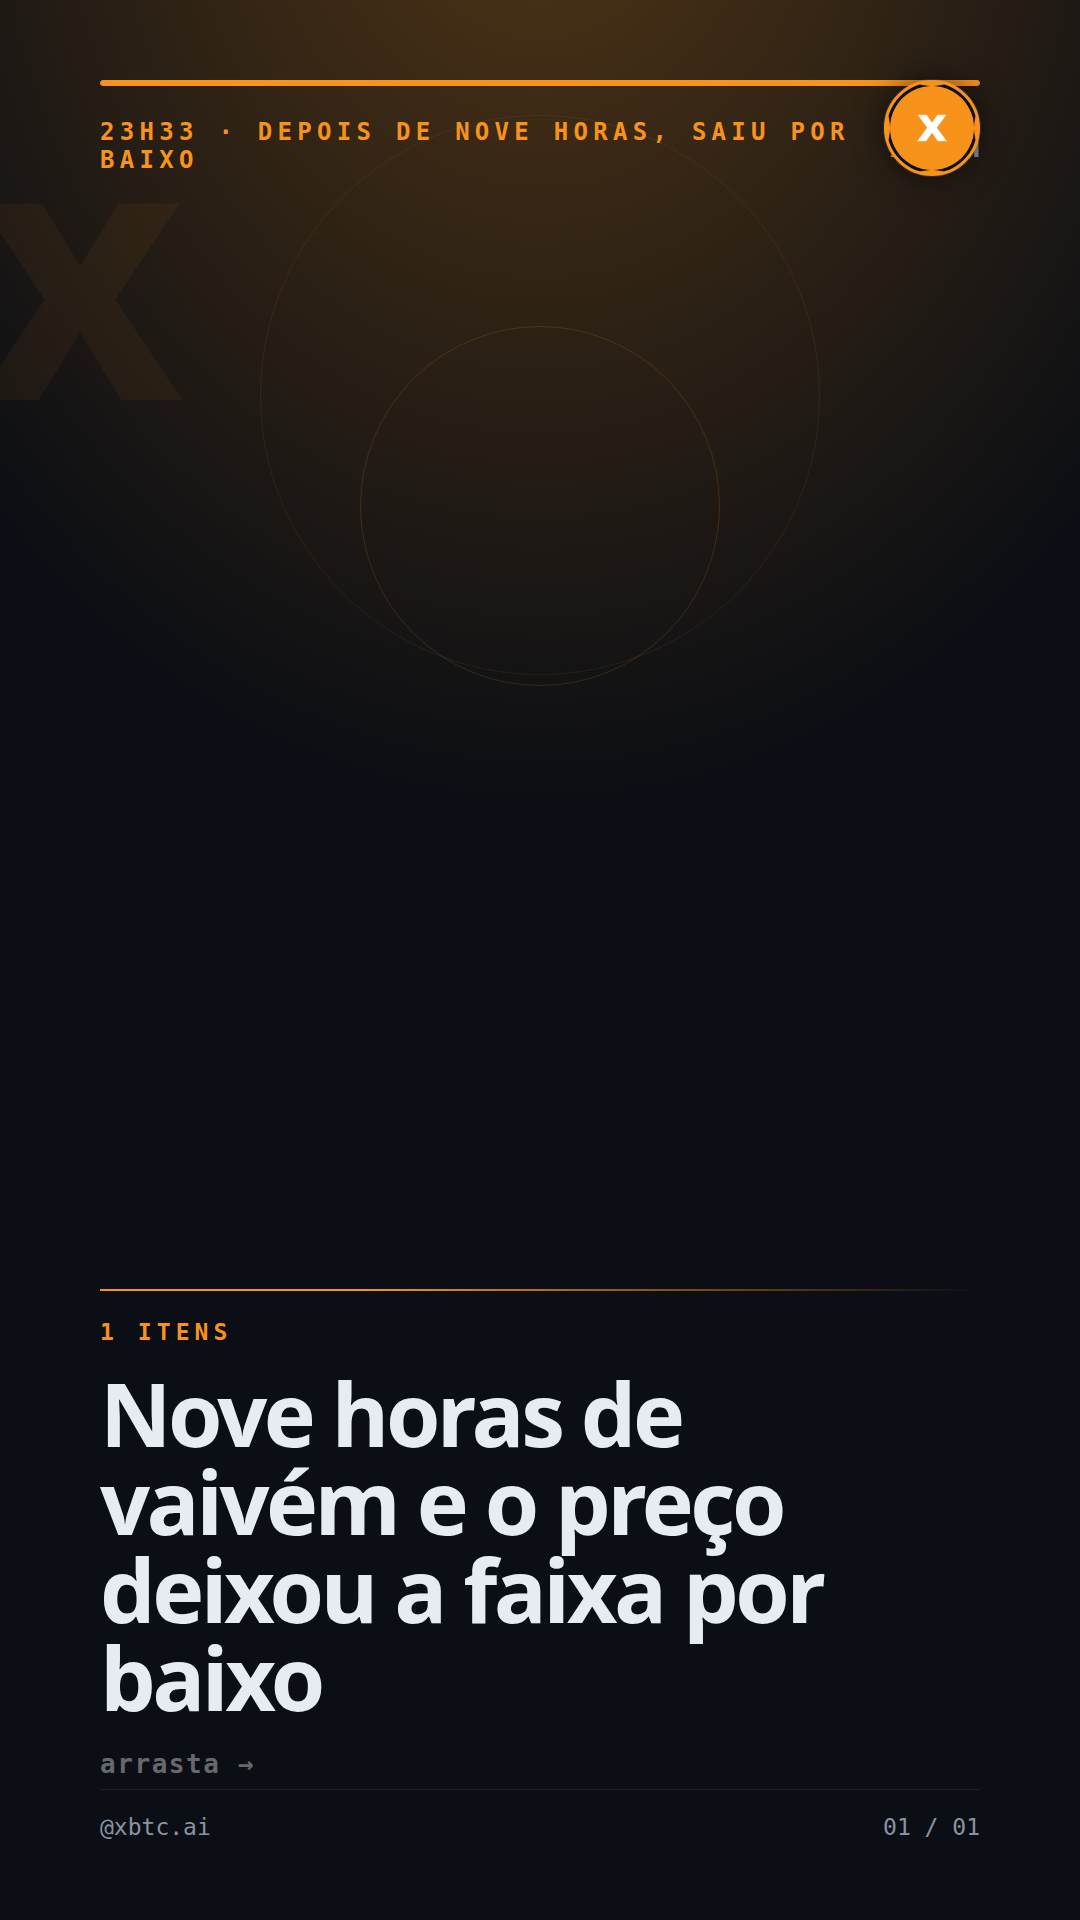 23H33 · DEPOIS DE NOVE HORAS, SAIU POR
BAIXO
X
X
1 ITENS
Nove horas de
vaivém e o preço
deixou a faixa por
baixo
arrasta →
@xbtc.ai
01 / 01